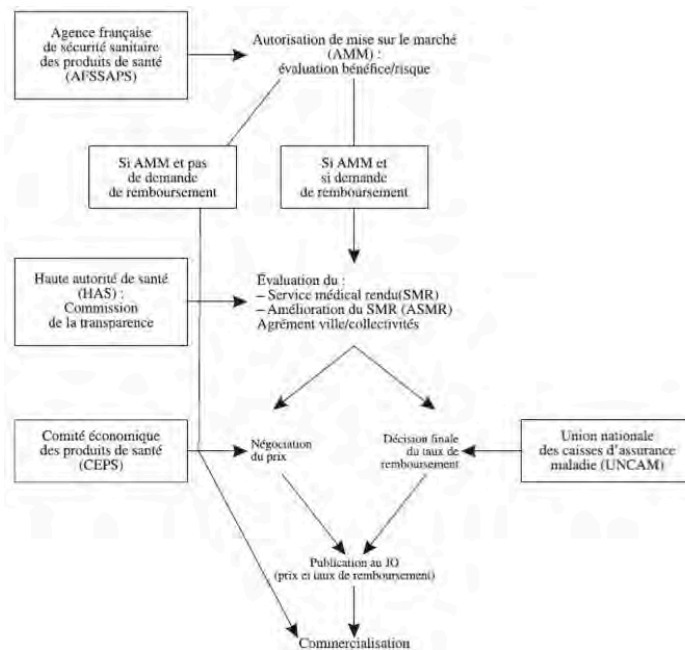 Agence française
de sécurité sanitaire
des produits de santé
(AFSSAPS)
Autorisation de mise sur le marché
(AMM) :
évaluation bénéfice/risque
Si AMM et pas
de demande
de remboursement
Si AMM et
si demande
de remboursement
Haute autorité de santé
(HAS) :
Commission
de la transparence
Évaluation du :
– Service médical rendu(SMR)
– Amélioration du SMR (ASMR)
Agrément ville/collectivités
Comité économique
des produits de santé
(CEPS)
Négociation
du prix
Décision finale
du taux de
remboursement
Union nationale
des caisses d'assurance
maladie (UNCAM)
Publication au JO
(prix et taux de remboursement)
Commercialisation